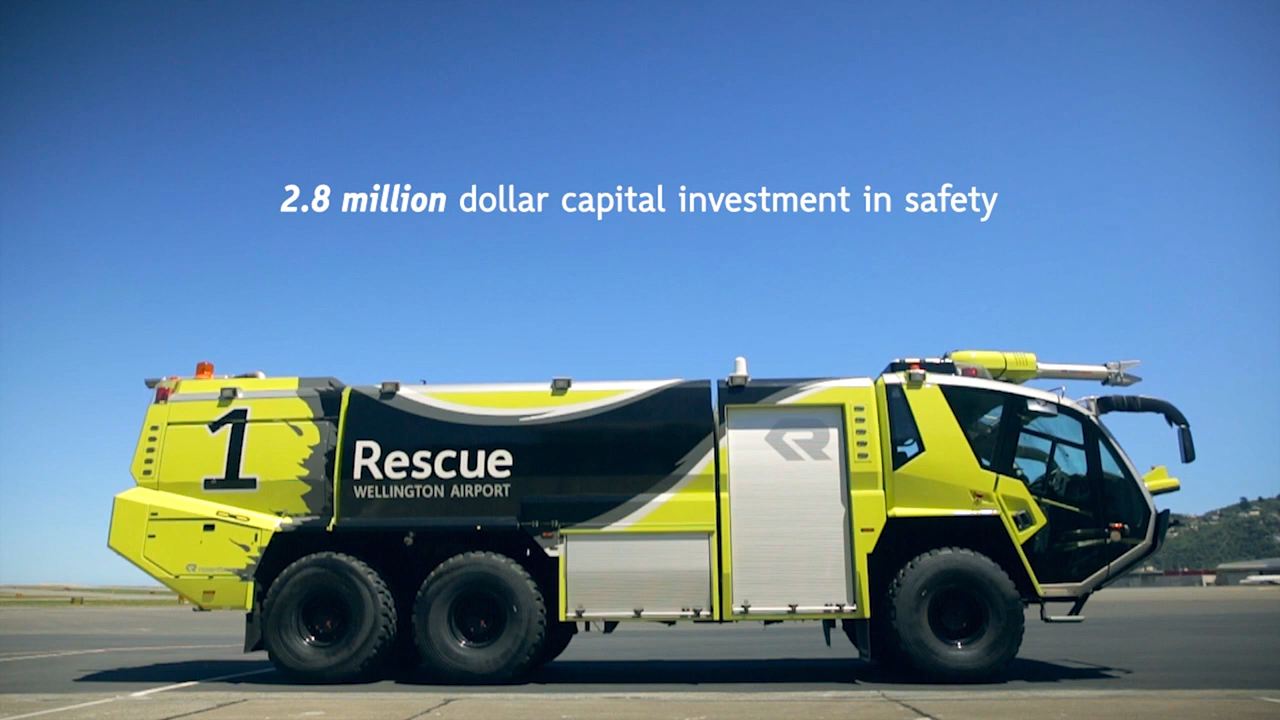 2.8 million dollar capital investment in safety
1
Rescue
WELLINGTON AIRPORT